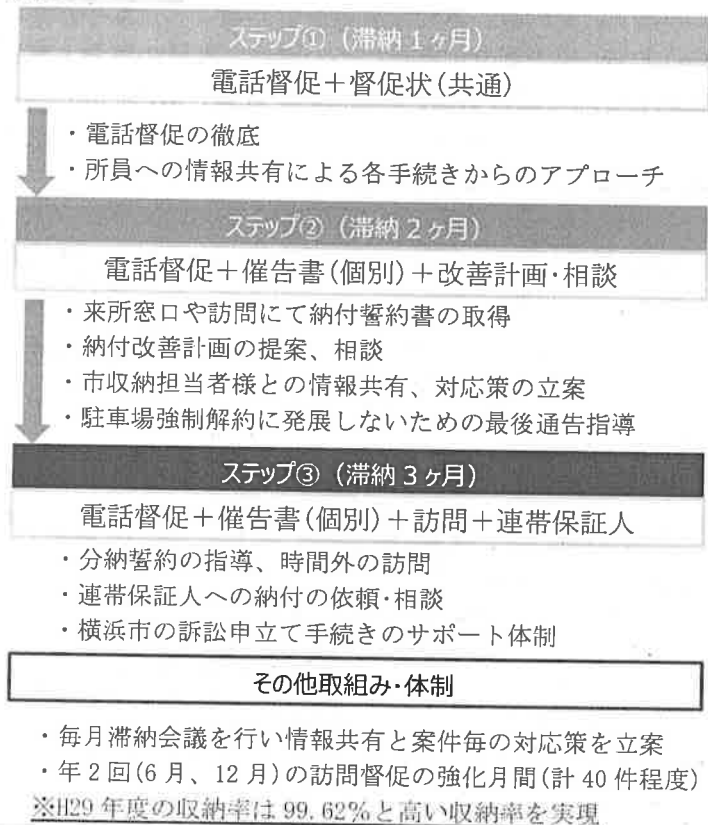 ステップ①（滞納1ヶ月）
電話督促＋督促状(共通)
・電話督促の徹底
・所員への情報共有による各手続きからのアプローチ
ステップ②（滞納2ヶ月）
電話督促＋催告書(個別)＋改善計画･相談
・来所窓口や訪問にて納付誓約書の取得
・納付改善計画の提案、相談
・市収納担当者様との情報共有、対応策の立案
・駐車場強制解約に発展しないための最後通告指導
ステップ③（滞納3ヶ月）
電話督促＋催告書(個別)＋訪問＋連帯保証人
・分納誓約の指導、時間外の訪問
・連帯保証人への納付の依頼･相談
・横浜市の訴訟申立て手続きのサポート体制
その他取組み･体制
・毎月滞納会議を行い情報共有と案件毎の対応策を立案
・年2回(6月、12月)の訪問督促の強化月間(計40件程度)
※H29年度の収納率は99.62%と高い収納率を実現